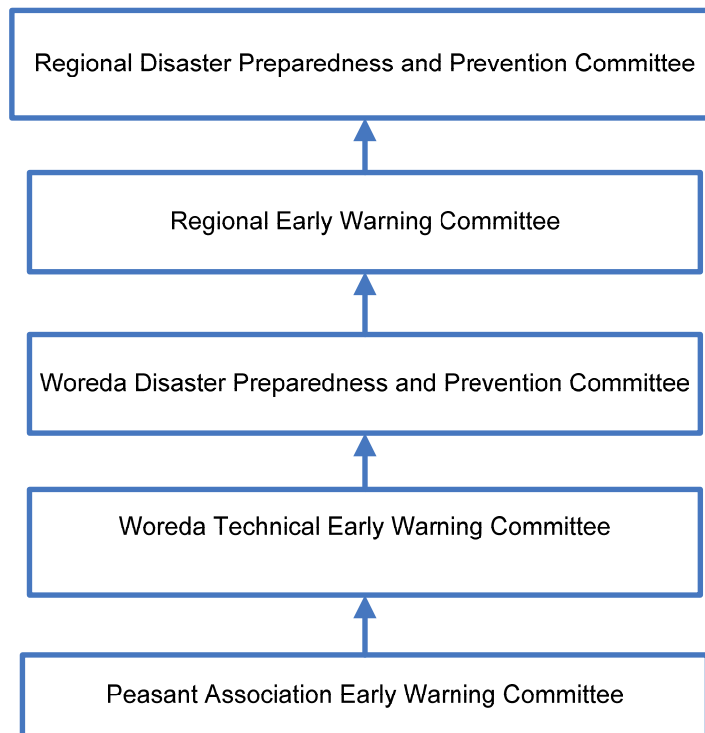 Regional Disaster Preparedness and Prevention Committee
Regional Early Warning Committee
Woreda Disaster Preparedness and Prevention Committee
Woreda Technical Early Warning Committee
Peasant Association Early Warning Committee